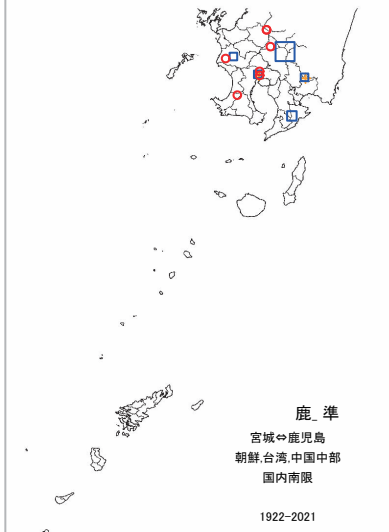 鹿_準
宮城⇔鹿児島
朝鮮,台湾,中国中部
国内南限
1922-2021